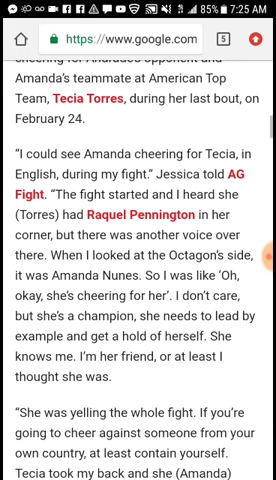 85% 7:25 AM
https://www.google.com
5
cheering for Andrade's opponent and
Amanda's teammate at American Top
Team, Tecia Torres, during her last bout, on
February 24.
“I could see Amanda cheering for Tecia, in
English, during my fight.” Jessica told AG
Fight. “The fight started and I heard she
(Torres) had Raquel Pennington in her
corner, but there was another voice over
there. When I looked at the Octagon’s side,
it was Amanda Nunes. So I was like ‘Oh,
okay, she’s cheering for her’. I don’t care,
but she’s a champion, she needs to lead by
example and get a hold of herself. She
knows me. I’m her friend, or at least I
thought she was.
“She was yelling the whole fight. If you’re
going to cheer against someone from your
own country, at least contain yourself.
Tecia took my back and she (Amanda)